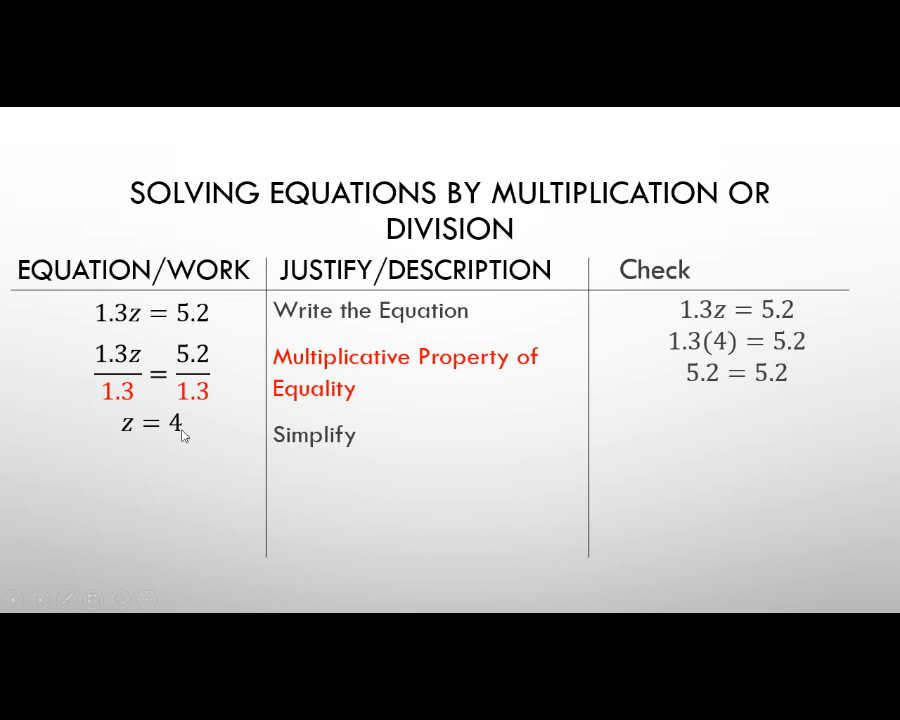 SOLVING EQUATIONS BY MULTIPLICATION OR
DIVISION
EQUATION/WORK
1.3z = 5.2
1.3z/1.3 = 5.2/1.3
z = 4
JUSTIFY/DESCRIPTION
Write the Equation
Multiplicative Property of
Equality
Simplify
Check
1.3z = 5.2
1.3(4) = 5.2
5.2 = 5.2